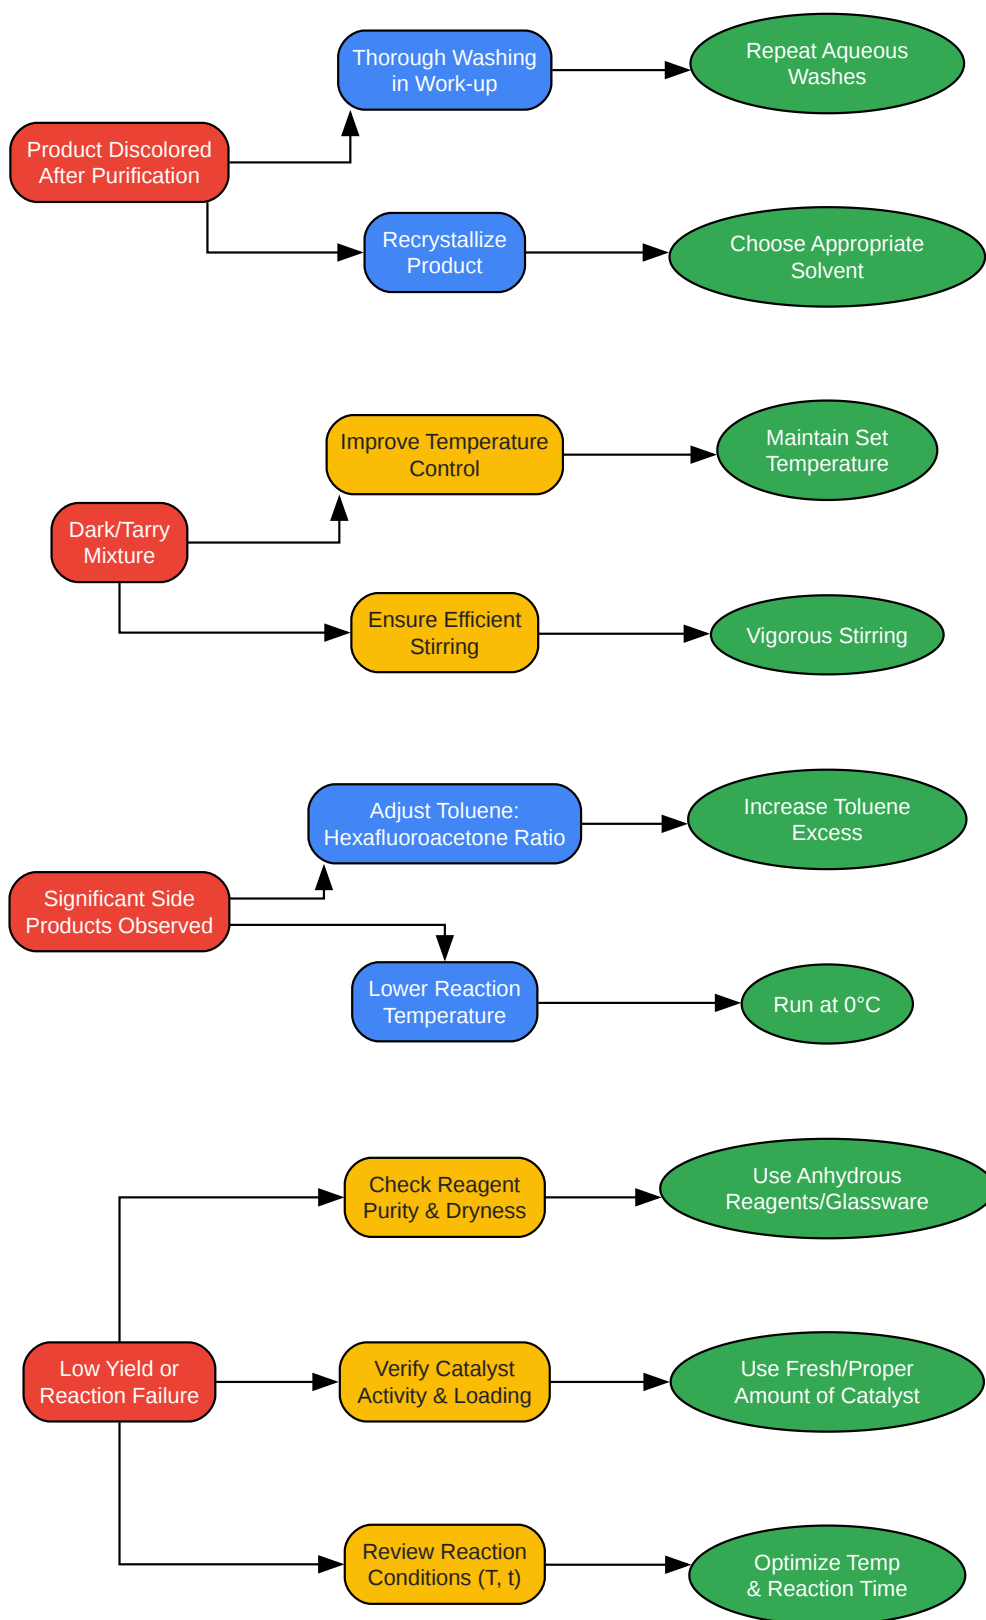 Thorough Washing
in Work-up
Repeat Aqueous
Washes
Product Discolored
After Purification
Recrystallize
Product
Choose Appropriate
Solvent
Improve Temperature
Control
Maintain Set
Temperature
Dark/Tarry
Mixture
Ensure Efficient
Stirring
Vigorous Stirring
Adjust Toluene:
Hexafluoroacetone Ratio
Increase Toluene
Excess
Significant Side
Products Observed
Lower Reaction
Temperature
Run at 0°C
Check Reagent
Purity & Dryness
Use Anhydrous
Reagents/Glassware
Low Yield or
Reaction Failure
Verify Catalyst
Activity & Loading
Use Fresh/Proper
Amount of Catalyst
Review Reaction
Conditions (T, t)
Optimize Temp
& Reaction Time